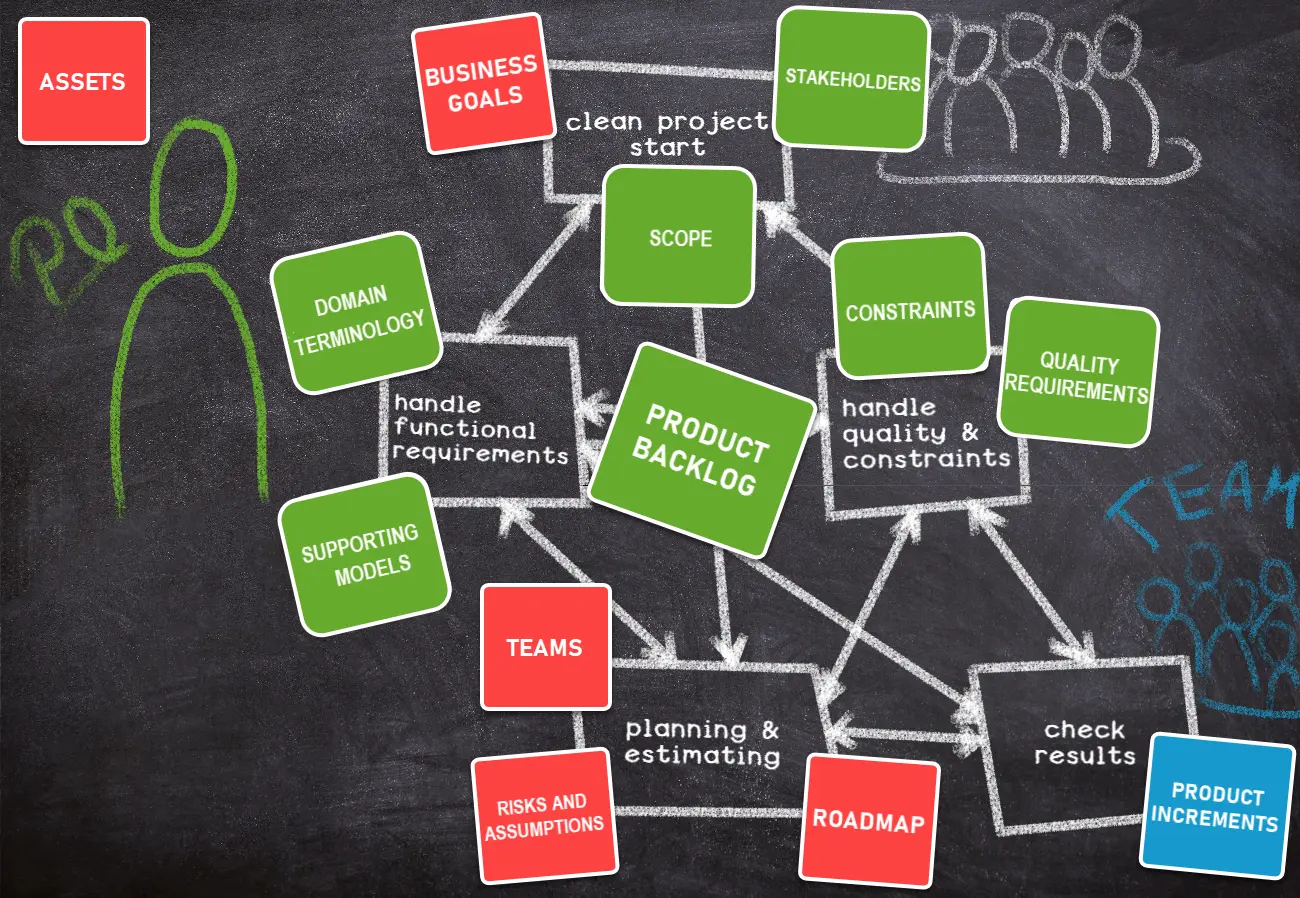 ASSETS
BUSINESS
GOALS
STAKEHOLDERS
clean project
start
PO
SCOPE
DOMAIN
TERMINOLOGY
CONSTRAINTS
QUALITY
REQUIREMENTS
handle
functional
requirements
PRODUCT
BACKLOG
handle
quality &
constraints
TEAM
SUPPORTING
MODELS
TEAMS
planning &
estimating
check
results
RISKS AND
ASSUMPTIONS
ROADMAP
PRODUCT
INCREMENTS